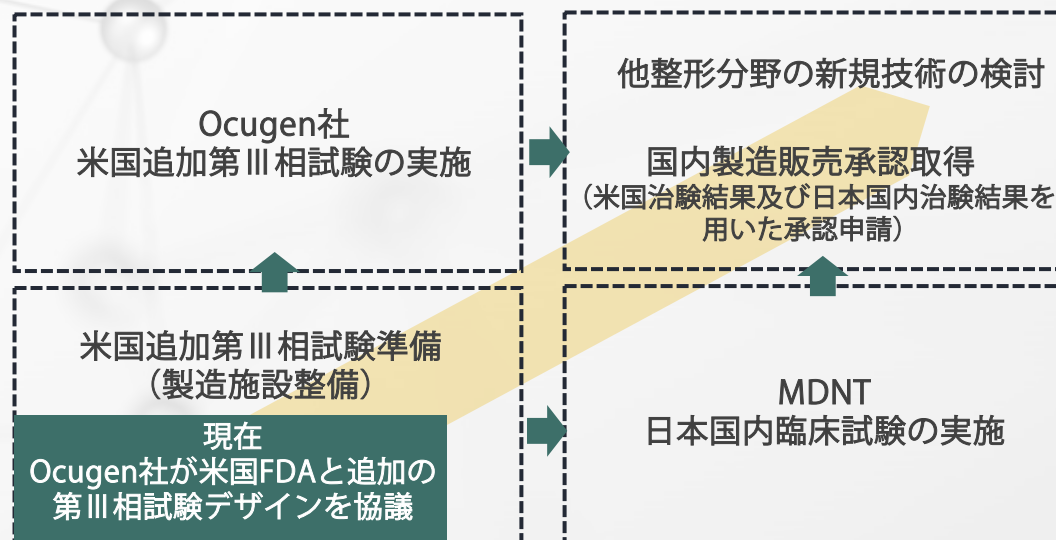 Ocugen社
米国追加第Ⅲ相試験の実施
他整形分野の新規技術の検討
国内製造販売承認取得
（米国治験結果及び日本国内治験結果を
用いた承認申請）
米国追加第Ⅲ相試験準備
（製造施設整備）
現在
Ocugen社が米国FDAと追加の
第Ⅲ相試験デザインを協議
MDNT
日本国内臨床試験の実施